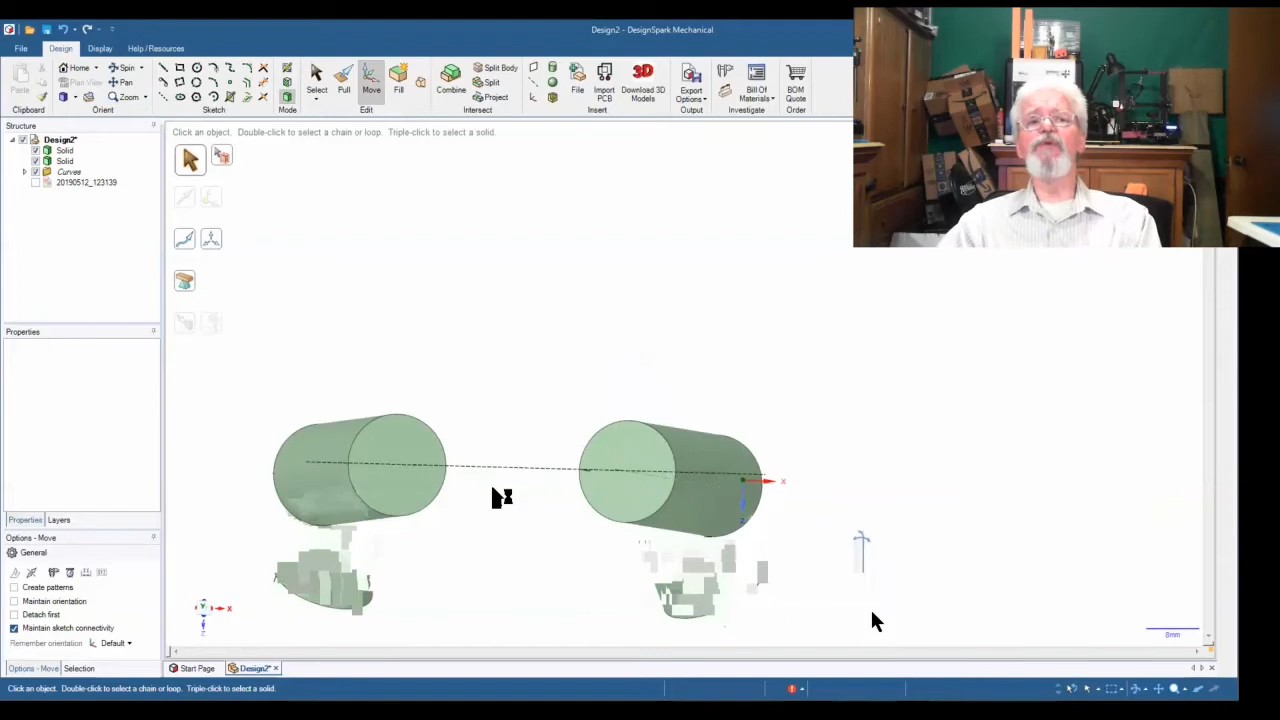 Design2 - DesignSpark Mechanical
File Design Display Help / Resources
Home Spin
Plan View Pan
Zoom
Paste
Select Pull Move Fill
Combine
Split Body
Split
Project
File Import PCB Download 3D Models
Export Options
Bill Of Materials
BOM Quote
Clipboard Orient Sketch Mode Edit Intersect Insert Output Investigate Order
Structure
Design2*
Solid
Solid
Curves
20190512_123139
Click an object. Double-click to select a chain or loop. Triple-click to select a solid.
Properties
X
Z
Properties Layers
Options - Move
General
Create patterns
Maintain orientation
Detach first
Maintain sketch connectivity
Remember orientation Default
Y
X
Z
8mm
Options - Move Selection
Start Page Design2*
Click an object. Double-click to select a chain or loop. Triple-click to select a solid.